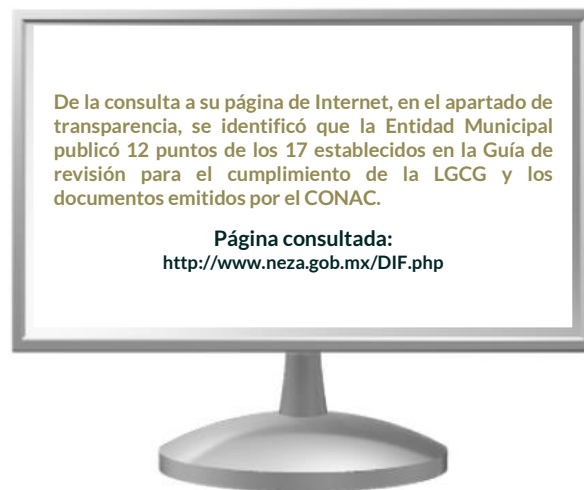 De la consulta a su página de Internet, en el apartado de
transparencia, se identificó que la Entidad Municipal
publicó 12 puntos de los 17 establecidos en la Guía de
revisión para el cumplimiento de la LGCG y los
documentos emitidos por el CONAC.
Página consultada:
http://www.neza.gob.mx/DIF.php